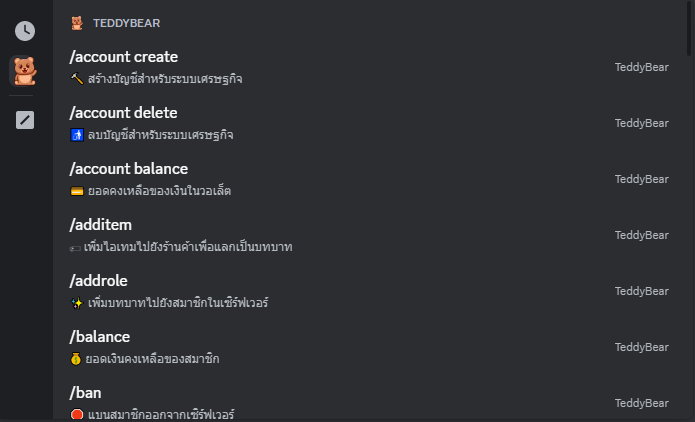 TEDDYBEAR
/account create
สร้างบัญชีสำหรับระบบเศรษฐกิจ
TeddyBear
/account delete
ลบบัญชีสำหรับระบบเศรษฐกิจ
TeddyBear
/account balance
ยอดคงเหลือของเงินในวอเล็ต
TeddyBear
/additem
เพิ่มไอเทมไปยังร้านค้าเพื่อแลกเป็นบทบาท
TeddyBear
/addrole
เพิ่มบทบาทไปยังสมาชิกในเซิร์ฟเวอร์
TeddyBear
/balance
ยอดเงินคงเหลือของสมาชิก
TeddyBear
/ban
แบนสมาชิกออกจากเซิร์ฟเวอร์
TeddyBear